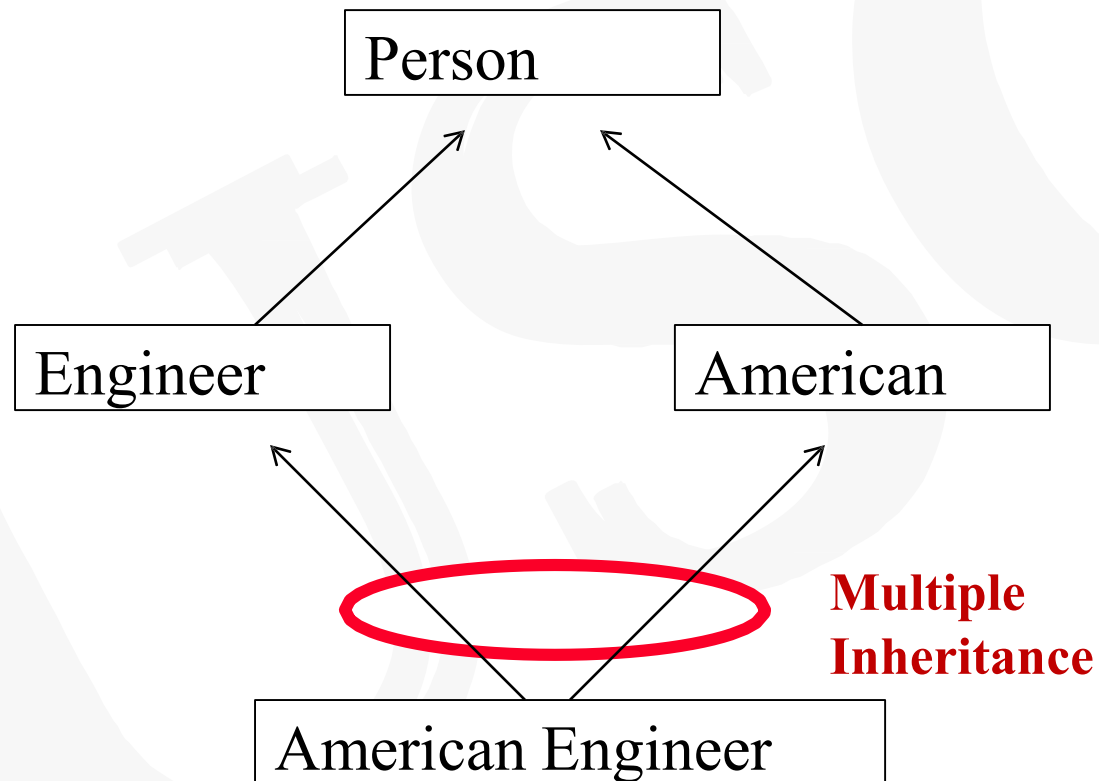 Person
Engineer
American
Multiple
Inheritance
American Engineer